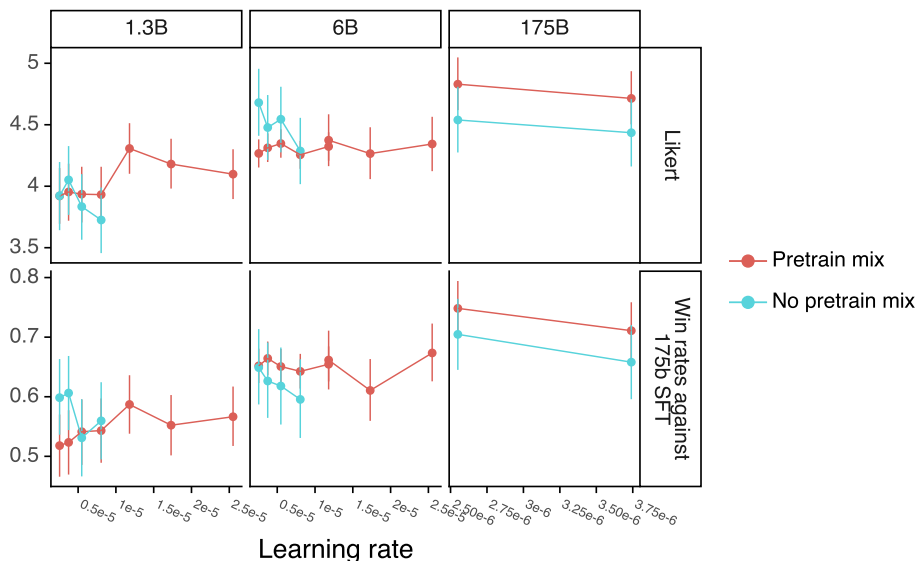 1.3B
6B
175B
5
4.5
4
3.5
Likert
0.8
0.7
0.6
0.5
Win rates against
175b SFT
Pretrain mix
No pretrain mix
0.5e-5
1e-5
1.5e-5
2e-5
2.5e-5
0.5e-5
1e-5
1.5e-5
2e-5
2.5e-5
2.50e-6
2.75e-6
3e-6
3.25e-6
3.50e-6
3.75e-6
Learning rate